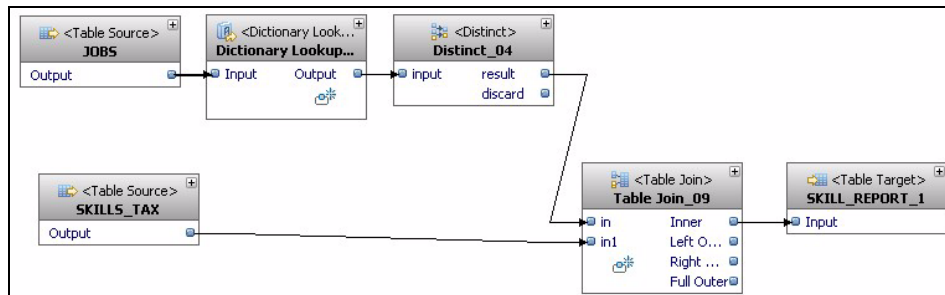 <Table Source>
JOBS
Output
<Dictionary Look...
Dictionary Lookup...
Input Output
<Distinct>
Distinct_04
input result
discard
<Table Source>
SKILLS_TAX
Output
<Table Join>
Table Join_09
in Inner
in1 Left O...
Right ...
Full Outer
<Table Target>
SKILL_REPORT_1
Input